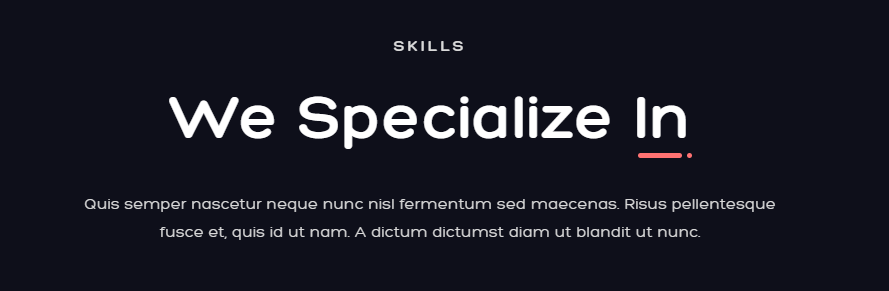 SKILLS
We Specialize In
Quis semper nascetur neque nunc nisl fermentum sed maecenas. Risus pellentesque
fusce et, quis id ut nam. A dictum dictumst diam ut blandit ut nunc.